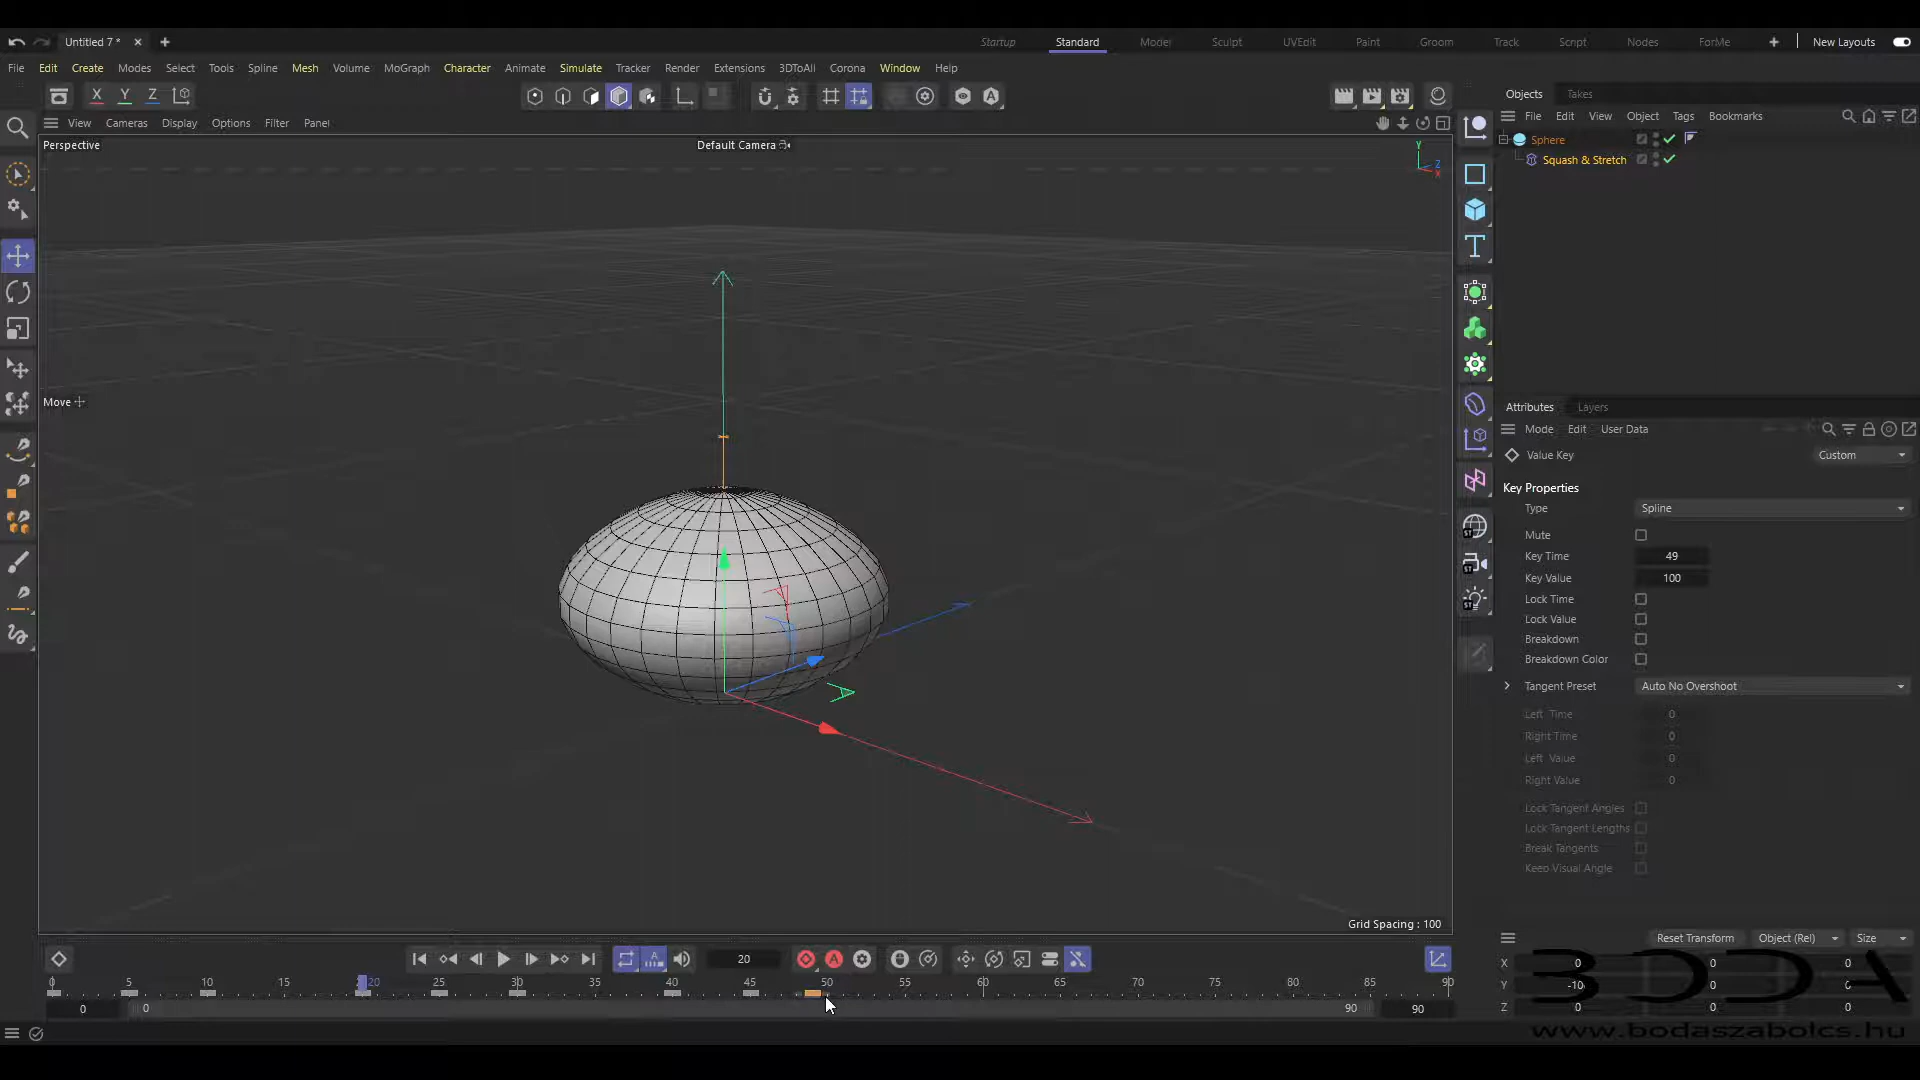 Untitled 7 *
Startup Standard Model Sculpt UVEdit Paint Groom Track Script Nodes ForMe New Layouts
File Edit Create Modes Select Tools Spline Mesh Volume MoGraph Character Animate Simulate Tracker Render Extensions 3DToAll Corona Window Help
X Y Z
View Cameras Display Options Filter Panel
Perspective
Default Camera
Y
Z
X
Move
Grid Spacing : 100
Objects Takes
File Edit View Object Tags Bookmarks
Sphere
Squash & Stretch
Attributes Layers
Mode Edit User Data
Value Key Custom
Key Properties
Type Spline
Mute
Key Time 49
Key Value 100
Lock Time
Lock Value
Breakdown
Breakdown Color
Tangent Preset Auto No Overshoot
Left Time 0
Right Time 0
Left Value 0
Right Value 0
Lock Tangent Angles
Lock Tangent Lengths
Break Tangents
Keep Visual Angle
Reset Transform Object (Rel) Size
X 0 0 0
Y -10 0
Z 0 0 0
BODA
www.bodaszabolcs.hu
20
0 5 10 15 20 25 30 35 40 45 50 55 60 65 70 75 80 85 90
0 0 90 90